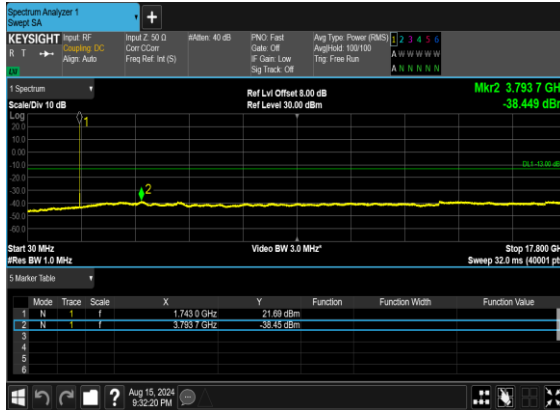 Spectrum Analyzer 1
Swept SA
+
KEYSIGHT Input: RF Input Z: 50 Ω #Atten: 40 dB PNO: Fast Avg Type: Power (RMS) 1 2 3 4 5 6
R T Coupling: DC Corr CCorr Gate: Off Avg|Hold: 100/100 A W W W W W
Align: Auto Freq Ref: Int (S) IF Gain: Low Trig: Free Run
LXI Sig Track: Off A N N N N N
1 Spectrum Ref Lvl Offset 8.00 dB Mkr2 3.793 7 GH
Scale/Div 10 dB Ref Level 30.00 dBm -38.449 dBr
Log
1
20.0
10.0
0.00
-10.0
DL1 -13.00 dB
-20.0
-30.0
2
-40.0
-50.0
-60.0
Start 30 MHz Video BW 3.0 MHz* Stop 17.800 GH
#Res BW 1.0 MHz Sweep 32.0 ms (40001 pt
5 Marker Table
Mode Trace Scale X Y Function Function Width Function Value
1 N 1 f 1.743 0 GHz 21.69 dBm
2 N 1 f 3.793 7 GHz -38.45 dBm
3
4
5
6
? Aug 15, 2024
9:32:20 PM